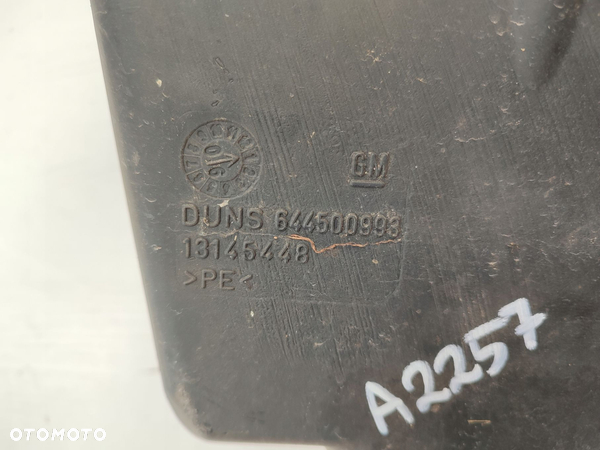 GM
DUNS 644500993
13145448
>PE<
A2257
OTOMOTO